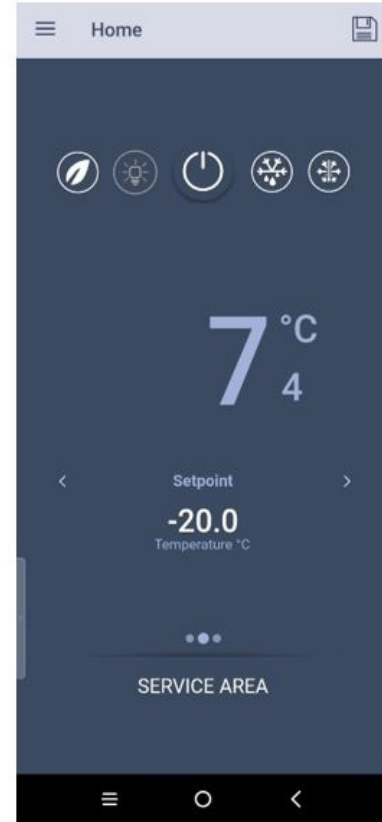 Home
7 °C
4
Setpoint
-20.0
Temperature °C
SERVICE AREA